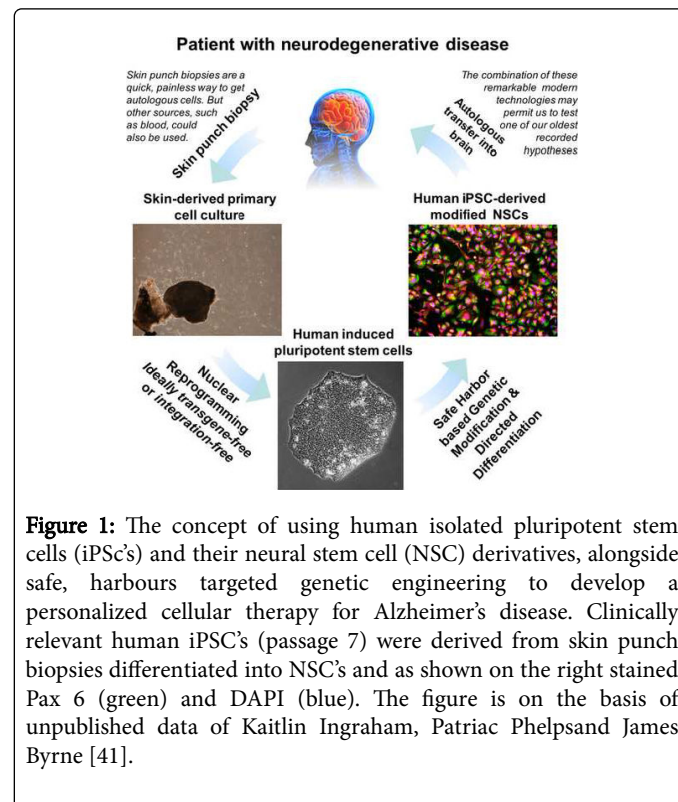 Patient with neurodegenerative disease
Skin punch biopsies are a
quick, painless way to get
autologous cells. But
other sources, such
as blood, could
also be used.
Skin punch biopsy
The combination of these
remarkable modern
technologies may
permit us to test
one of our oldest
recorded
hypotheses
Autologous
transfer into
brain
Skin-derived primary
cell culture
Human iPSC-derived
modified NSCs
Human induced
pluripotent stem cells
Nuclear
Reprogramming
Ideally transgene-free
or integration-free
Safe Harbor
based Genetic
Modification &
Directed
Differentiation
Figure 1: The concept of using human isolated pluripotent stem
cells (iPSc's) and their neural stem cell (NSC) derivatives, alongside
safe, harbours targeted genetic engineering to develop a
personalized cellular therapy for Alzheimer's disease. Clinically
relevant human iPSC's (passage 7) were derived from skin punch
biopsies differentiated into NSC's and as shown on the right stained
Pax 6 (green) and DAPI (blue). The figure is on the basis of
unpublished data of Kaitlin Ingraham, Patriac Phelpsand James
Byrne [41].